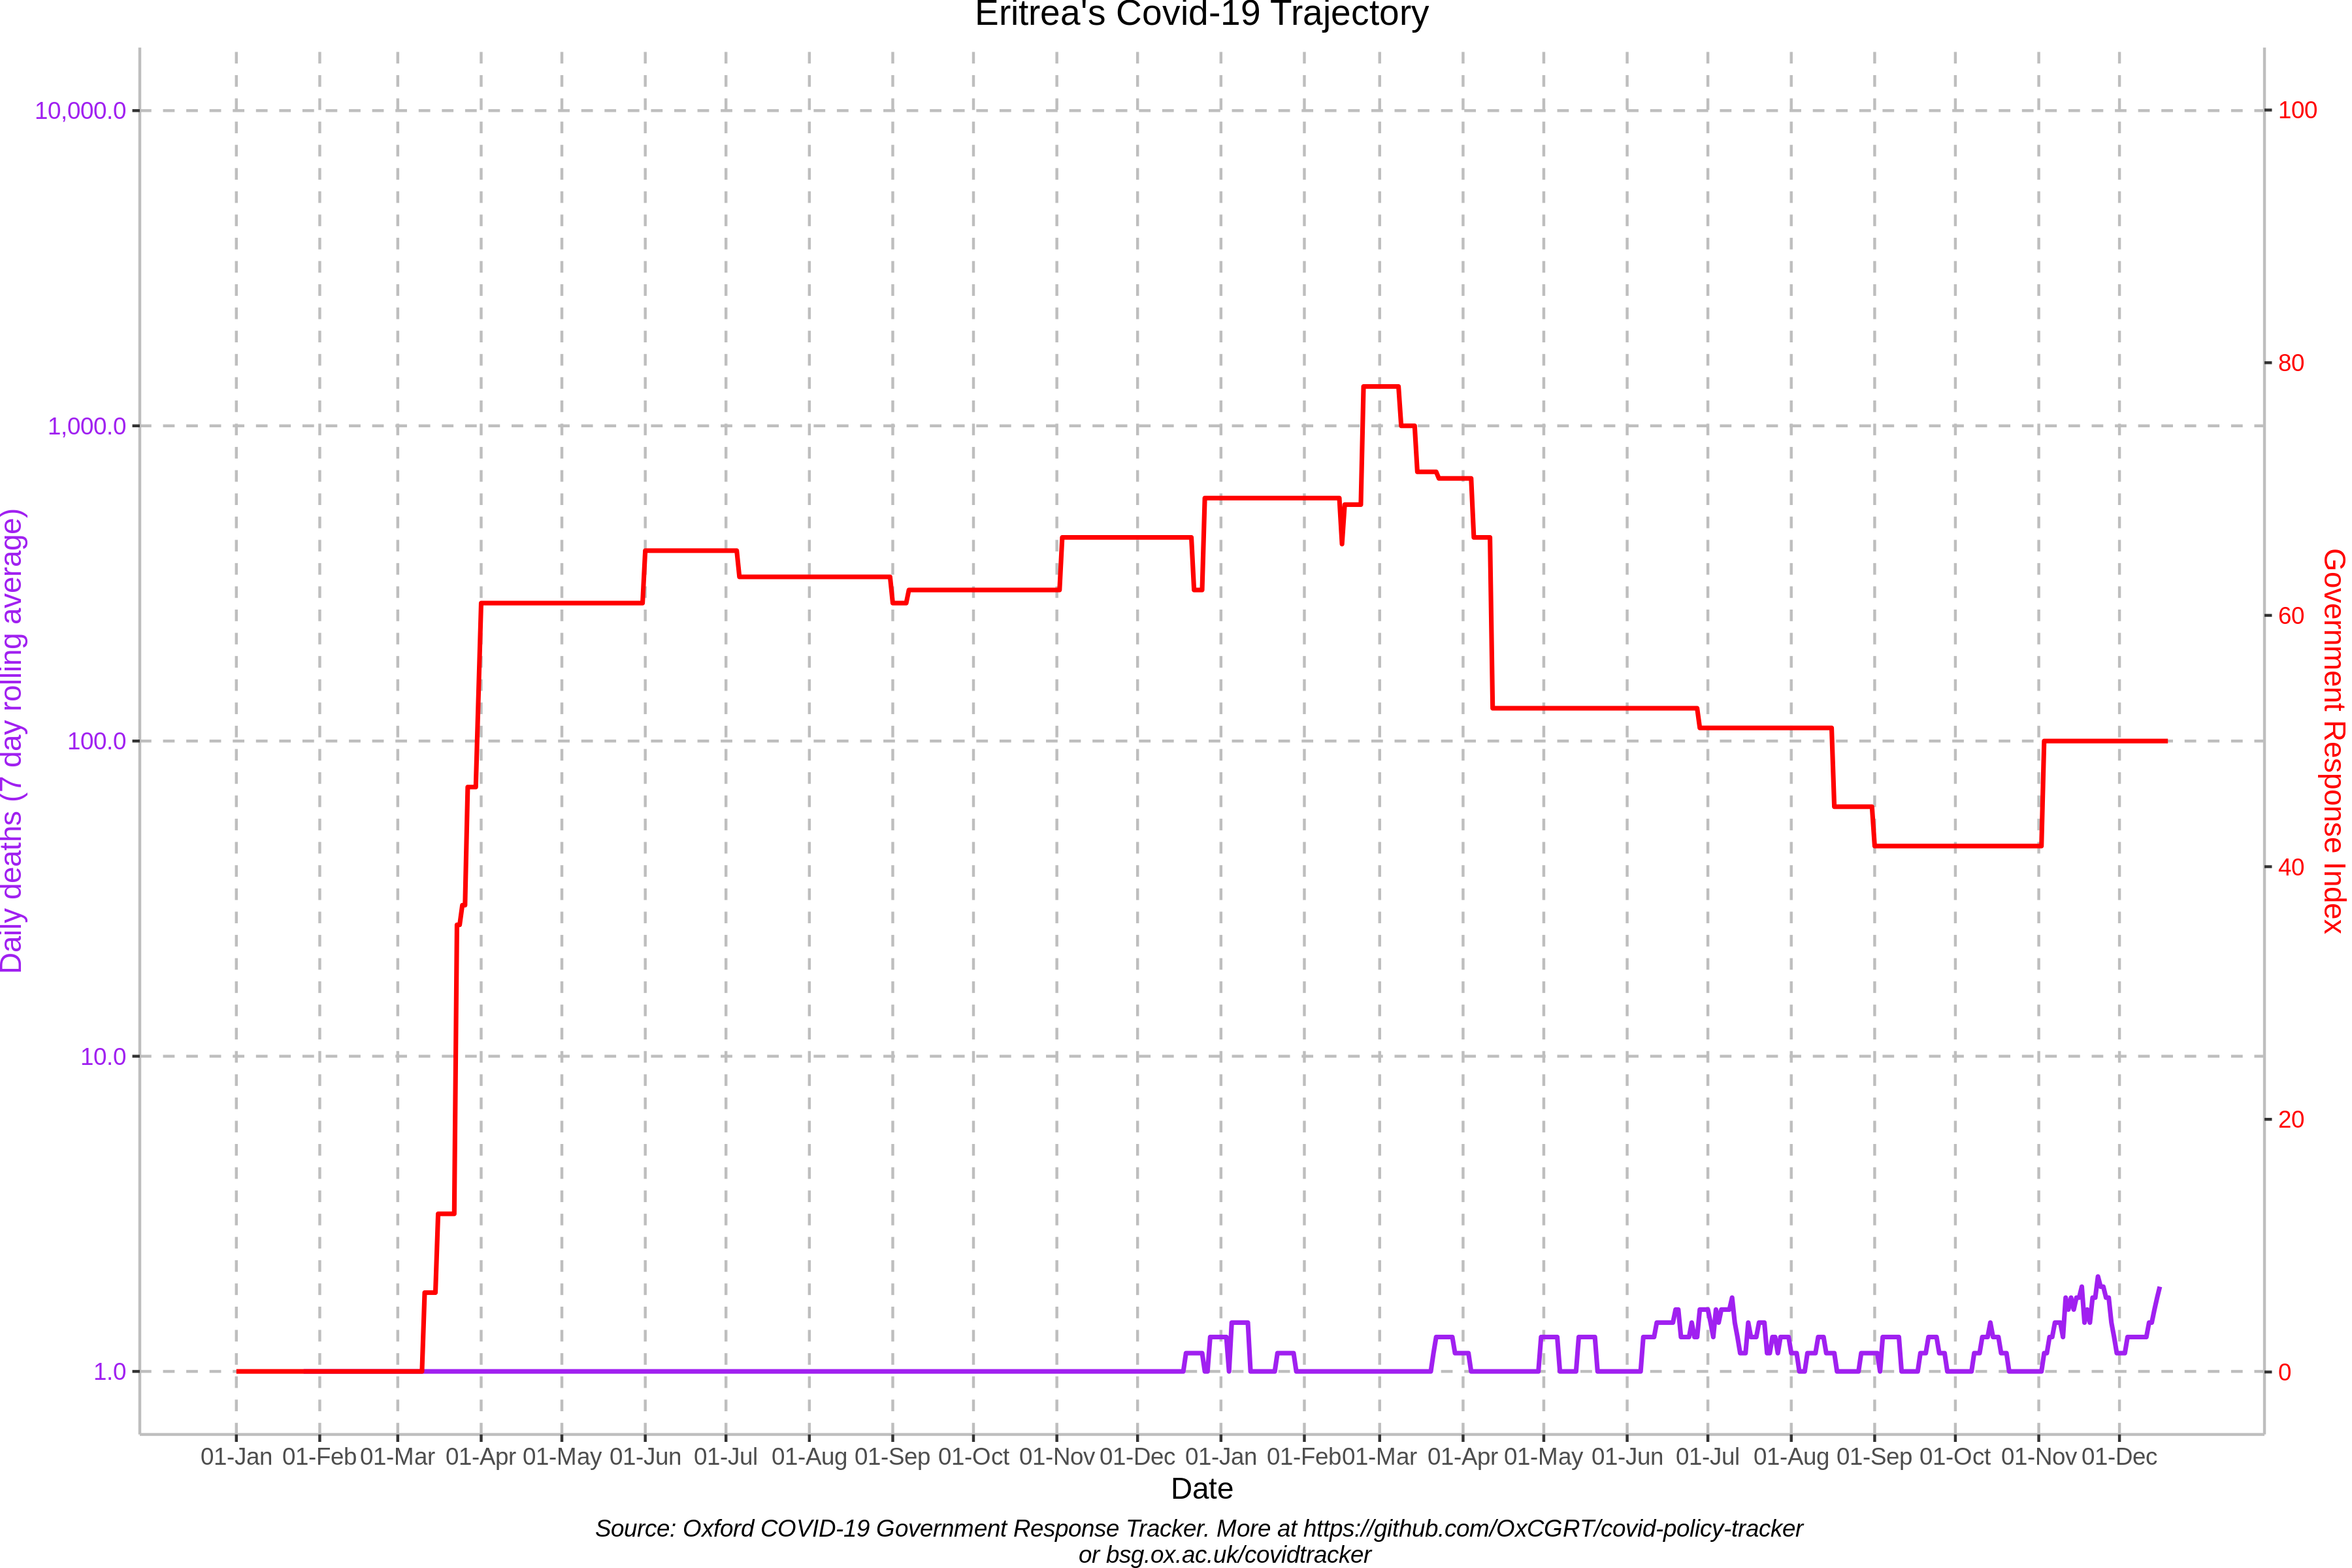 Eritrea's Covid-19 Trajectory
10,000.0
1,000.0
100.0
10.0
1.0
Daily deaths (7 day rolling average)
100
80
60
40
20
0
Government Response Index
01-Jan 01-Feb 01-Mar 01-Apr 01-May 01-Jun 01-Jul 01-Aug 01-Sep 01-Oct 01-Nov 01-Dec 01-Jan 01-Feb 01-Mar 01-Apr 01-May 01-Jun 01-Jul 01-Aug 01-Sep 01-Oct 01-Nov 01-Dec
Date
Source: Oxford COVID-19 Government Response Tracker. More at https://github.com/OxCGRT/covid-policy-tracker
or bsg.ox.ac.uk/covidtracker